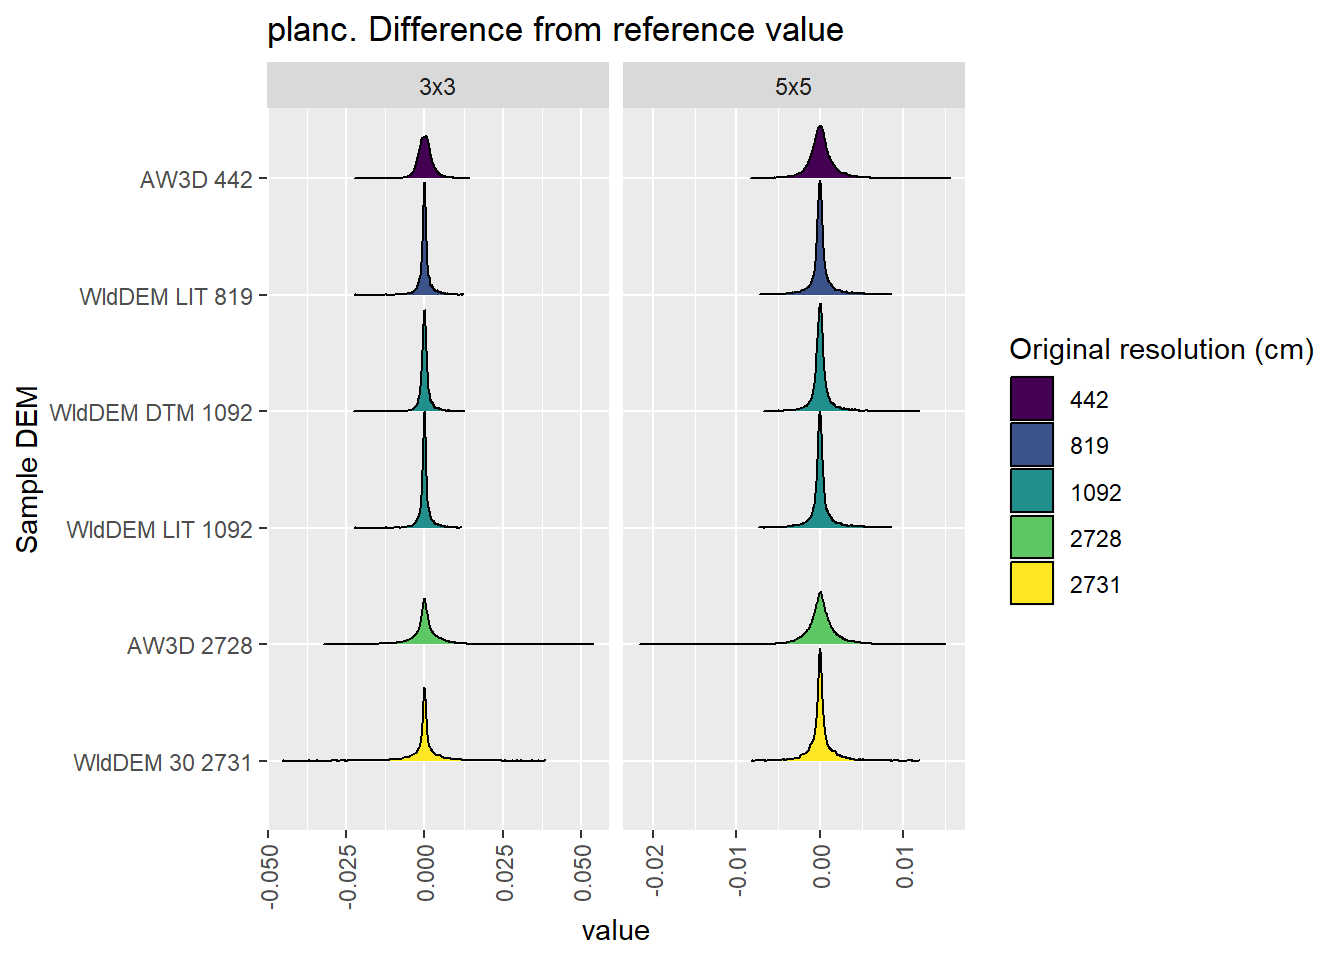 planc. Difference from reference value
3x3
5x5
AW3D 442
WldDEM LIT 819
WldDEM DTM 1092
WldDEM LIT 1092
AW3D 2728
WldDEM 30 2731
Sample DEM
-0.050
-0.025
0.000
0.025
0.050
-0.02
-0.01
0.00
0.01
value
Original resolution (cm)
442
819
1092
2728
2731